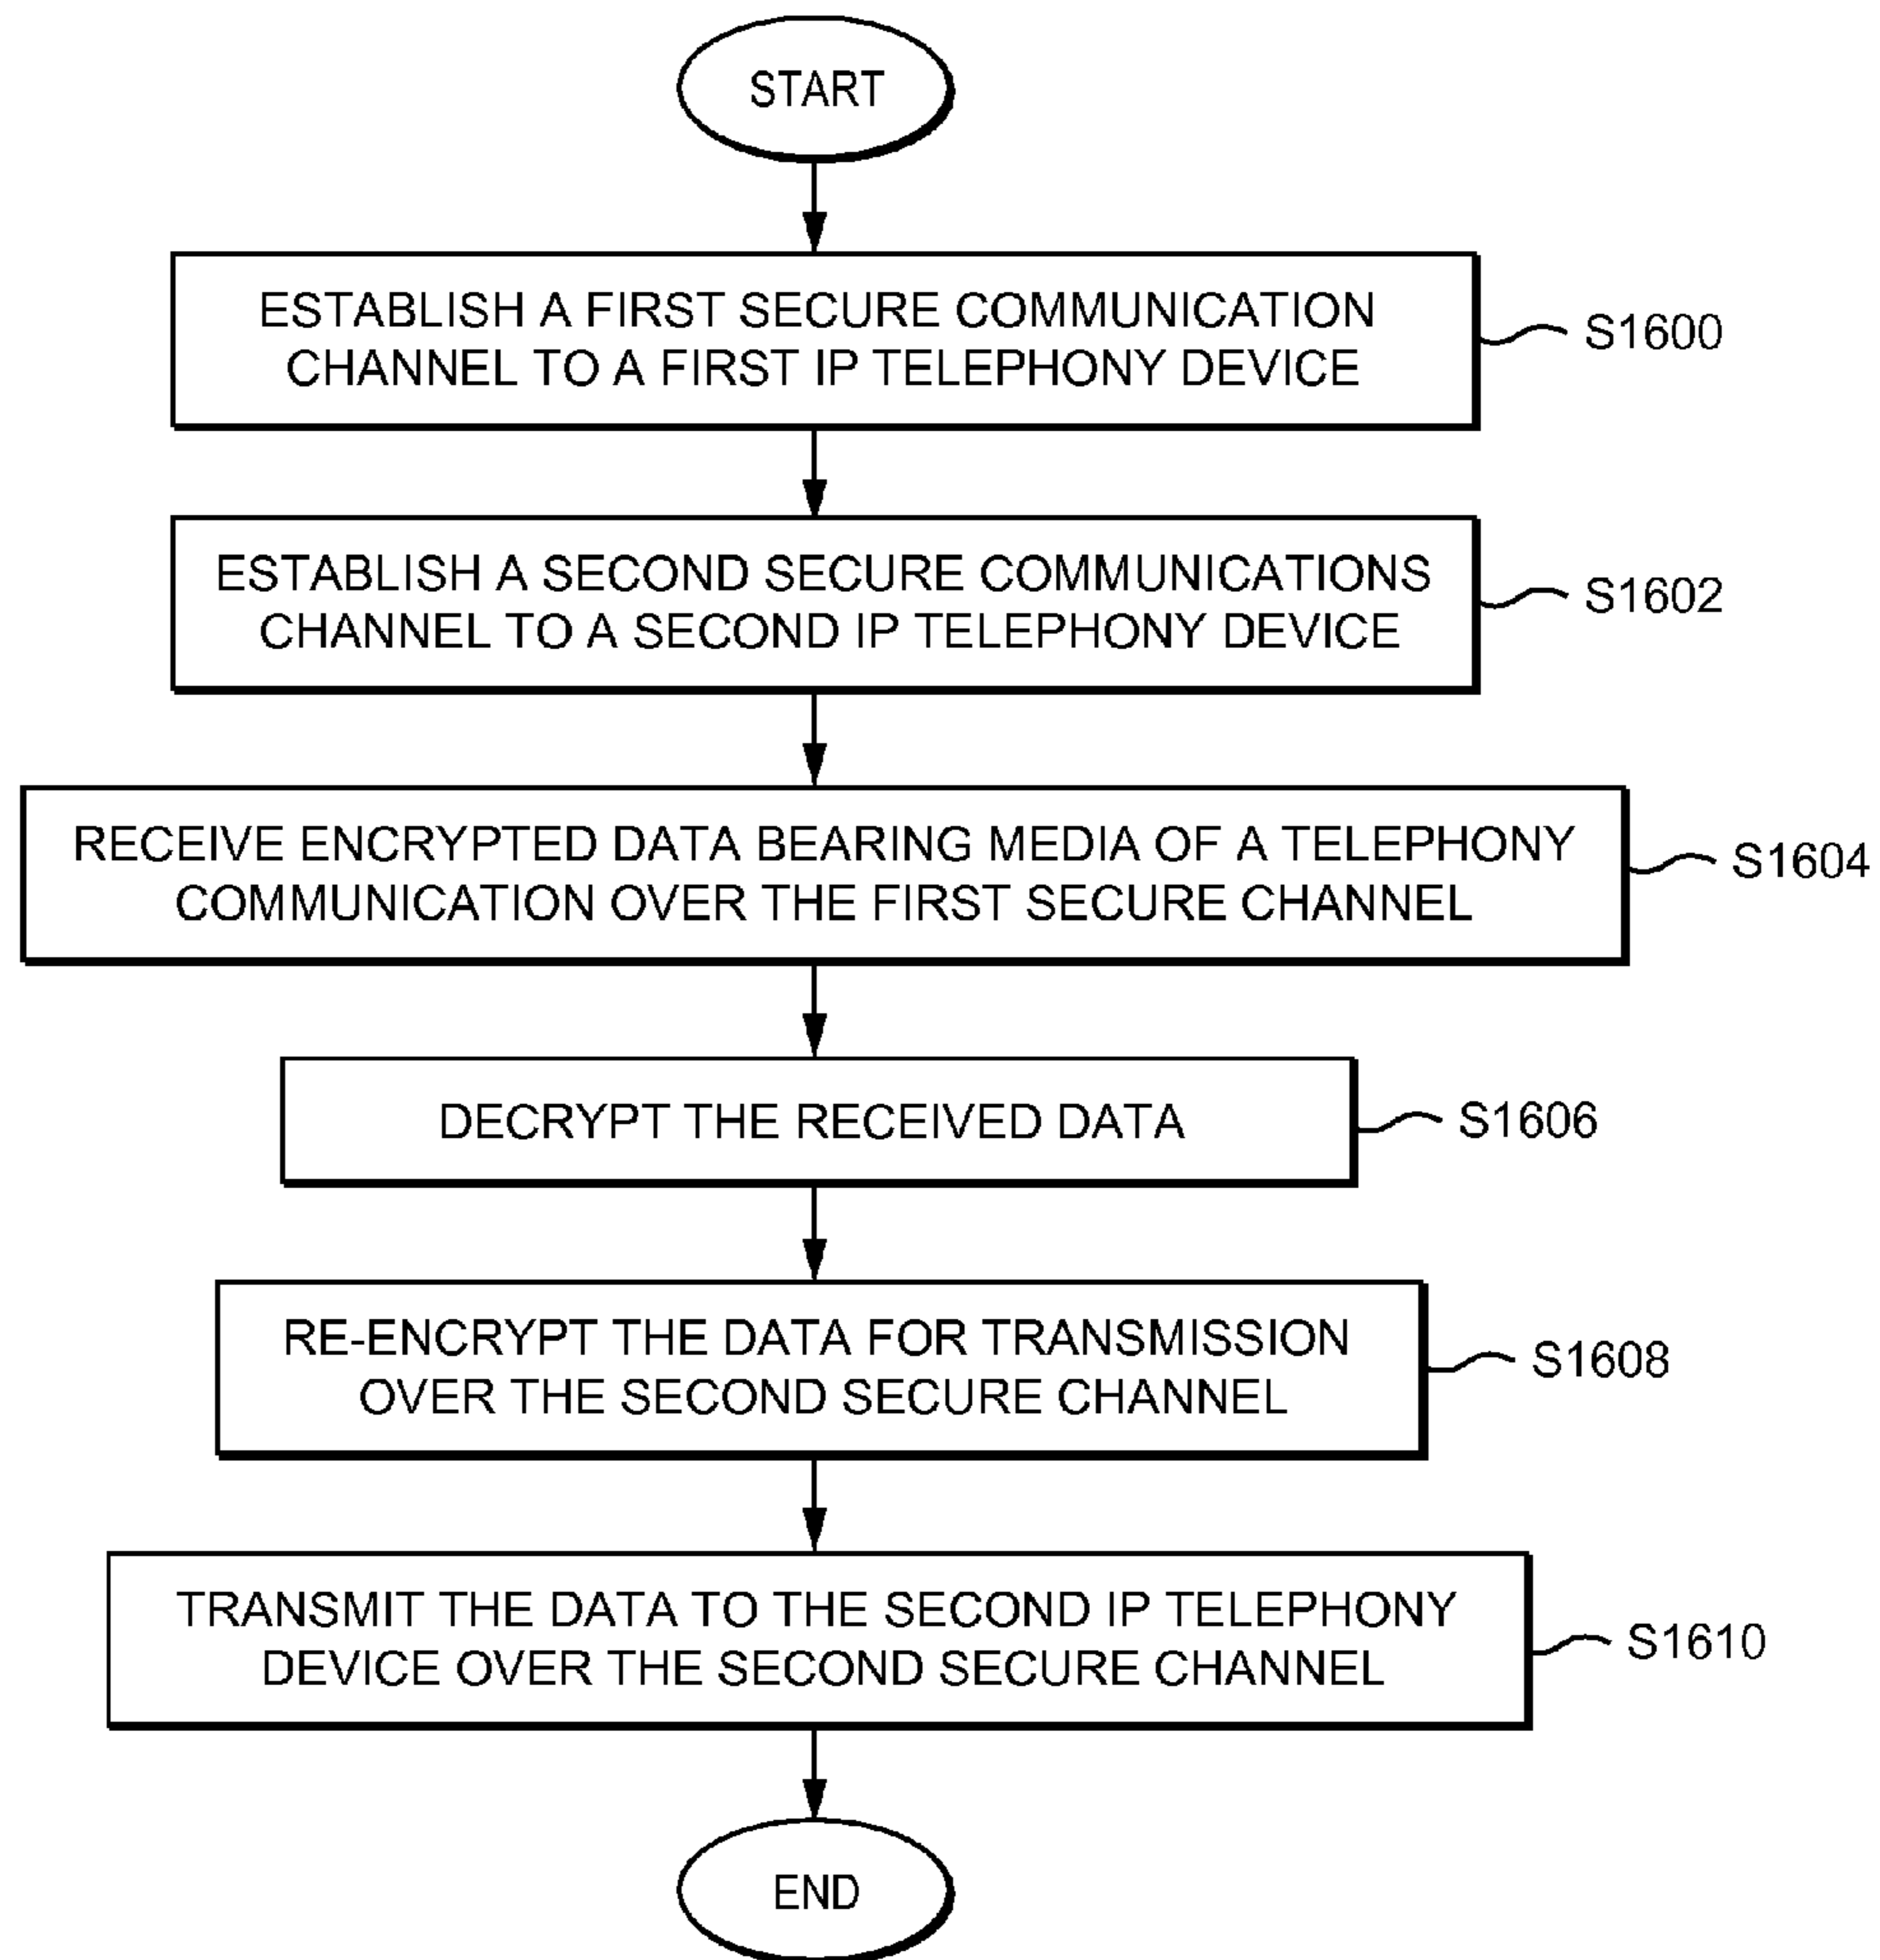 START
ESTABLISH A FIRST SECURE COMMUNICATION
CHANNEL TO A FIRST IP TELEPHONY DEVICE
S1600
ESTABLISH A SECOND SECURE COMMUNICATIONS
CHANNEL TO A SECOND IP TELEPHONY DEVICE
S1602
RECEIVE ENCRYPTED DATA BEARING MEDIA OF A TELEPHONY
COMMUNICATION OVER THE FIRST SECURE CHANNEL
S1604
DECRYPT THE RECEIVED DATA
S1606
RE-ENCRYPT THE DATA FOR TRANSMISSION
OVER THE SECOND SECURE CHANNEL
S1608
TRANSMIT THE DATA TO THE SECOND IP TELEPHONY
DEVICE OVER THE SECOND SECURE CHANNEL
S1610
END